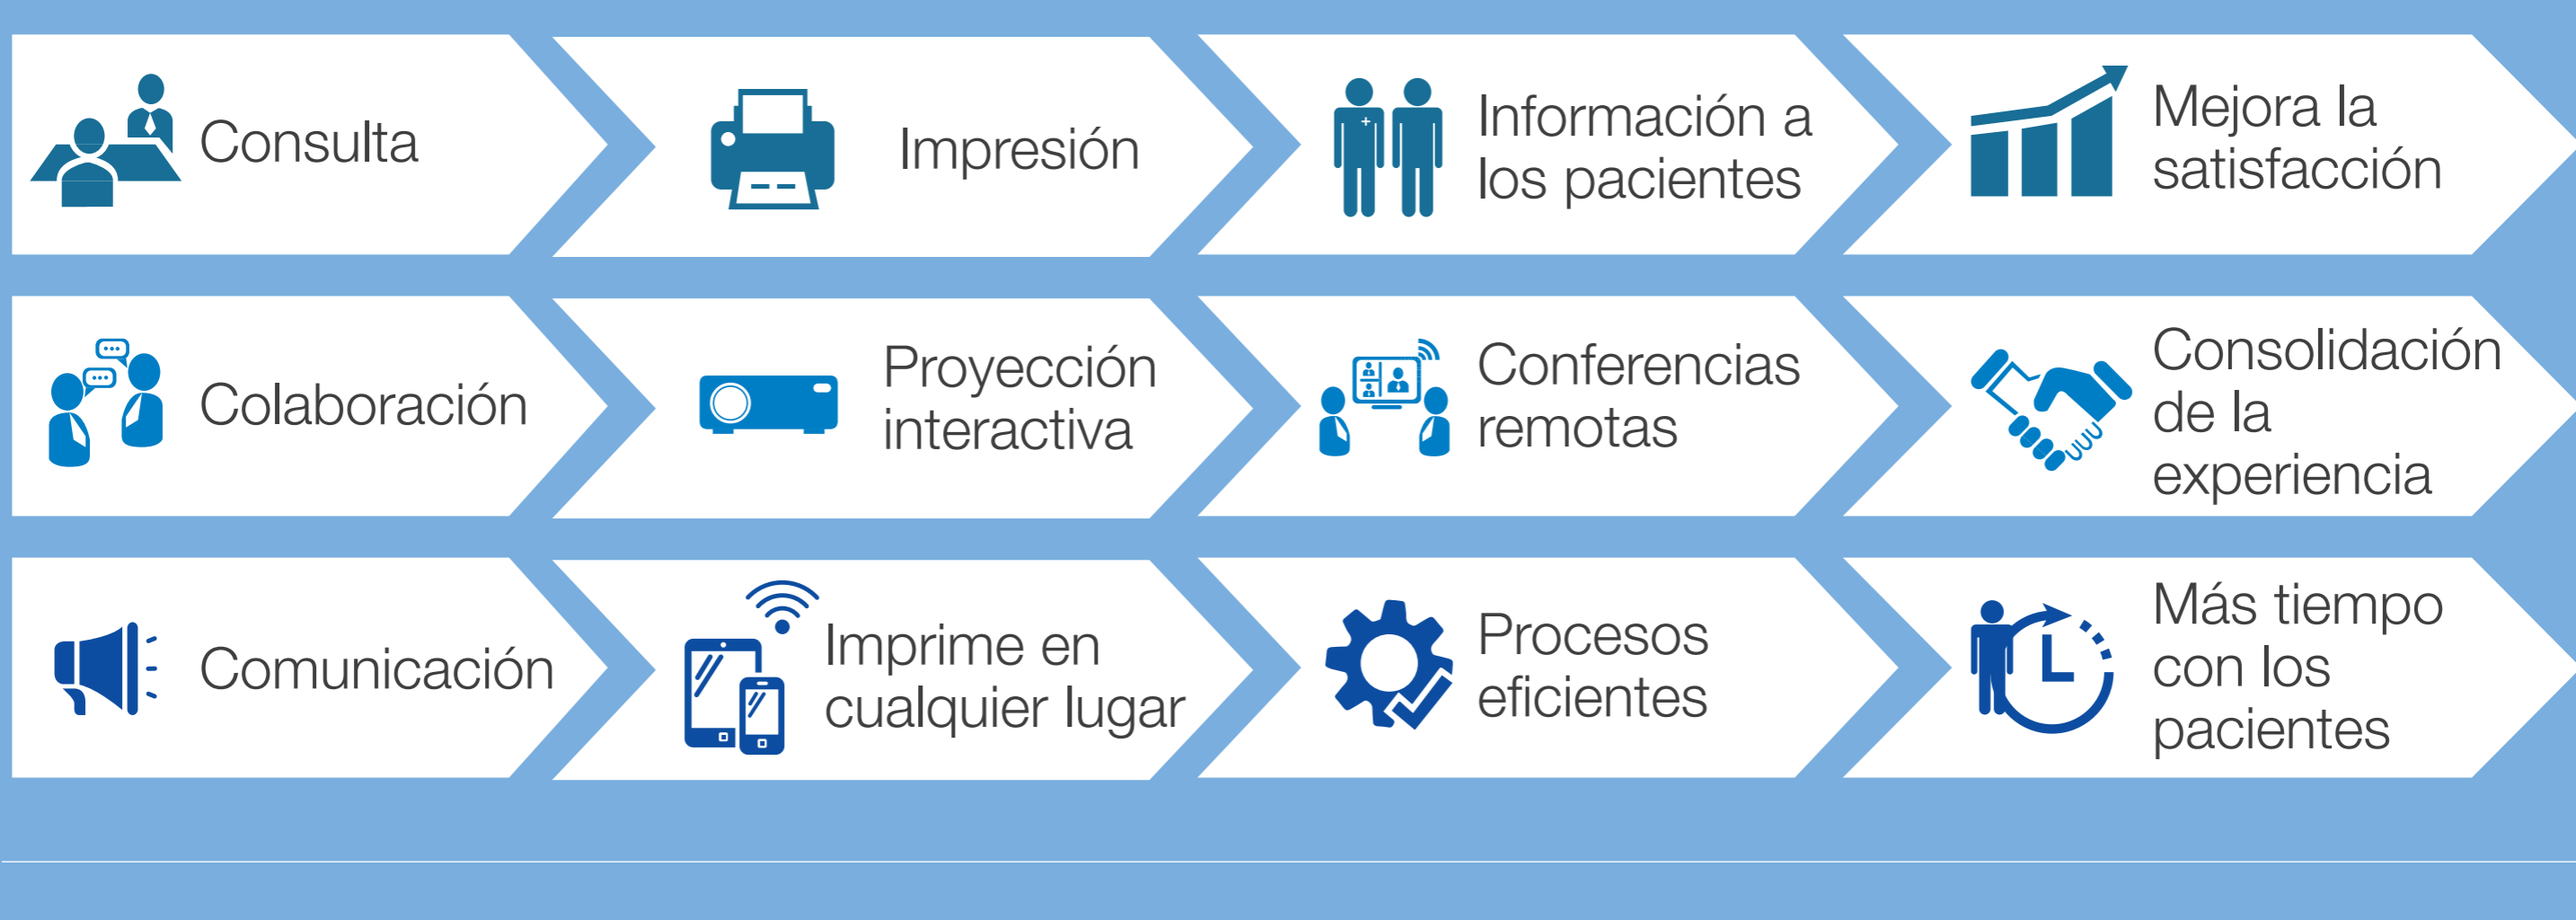 Consulta
Impresión
Información a
los pacientes
Mejora la
satisfacción
Colaboración
Proyección
interactiva
Conferencias
remotas
Consolidación
de la
experiencia
Comunicación
Imprime en
cualquier lugar
Procesos
eficientes
Más tiempo
con los
pacientes